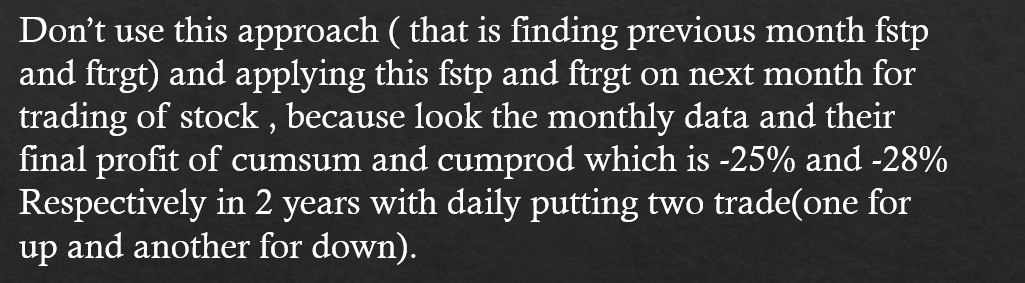 Don’t use this approach ( that is finding previous month fstp
and ftrgt) and applying this fstp and ftrgt on next month for
trading of stock , because look the monthly data and their
final profit of cumsum and cumprod which is -25% and -28%
Respectively in 2 years with daily putting two trade(one for
up and another for down).